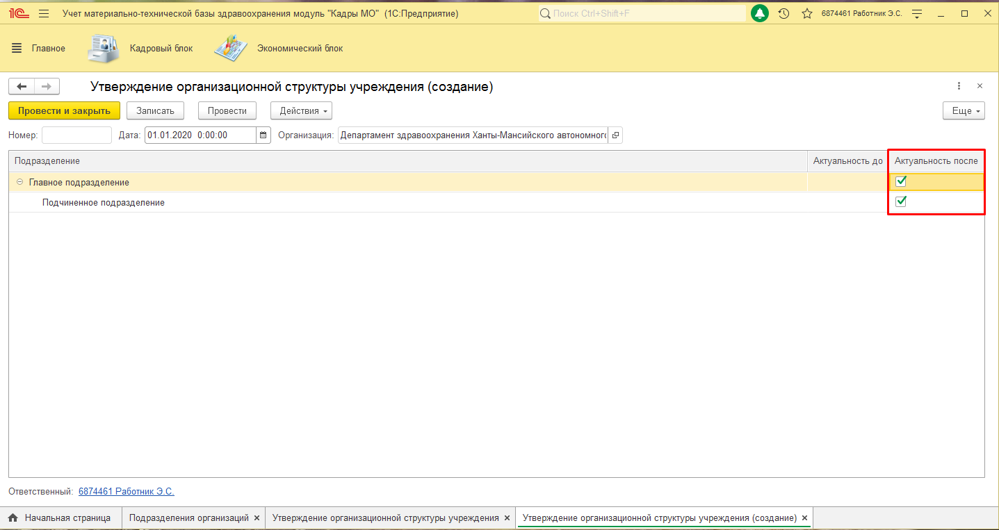 1С Учет материально-технической базы здравоохранения модуль "Кадры МО" (1С:Предприятие) Поиск Ctrl+Shift+F 6874461 Работник Э.С.
Главное Кадровый блок Экономический блок
Утверждение организационной структуры учреждения (создание)
Провести и закрыть Записать Провести Действия Еще
Номер: Дата: 01.01.2020 0:00:00 Организация: Департамент здравоохранения Ханты-Мансийского автономног
Подразделение Актуальность до Актуальность после
Главное подразделение
Подчиненное подразделение
Ответственный: 6874461 Работник Э.С.
Начальная страница Подразделения организаций Утверждение организационной структуры учреждения Утверждение организационной структуры учреждения (создание)